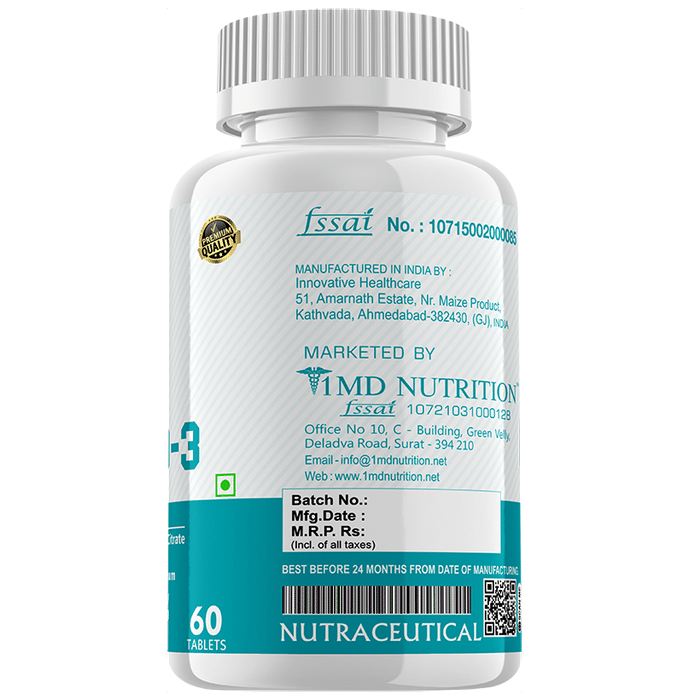 PREMIUM
QUALITY
fssai No. : 10715002000085
MANUFACTURED IN INDIA BY :
Innovative Healthcare
51, Amarnath Estate, Nr. Maize Product,
Kathvada, Ahmedabad-382430, (GJ), INDIA
MARKETED BY
1MD NUTRITION™
fssai 10721031000128
Office No 10, C - Building, Green Velly,
Deladva Road, Surat - 394 210
Email - info@1mdnutrition.net
Web : www.1mdnutrition.net
-3
Batch No.:
Mfg.Date :
M.R.P. Rs:
(Incl. of all taxes)
Citrate
BEST BEFORE 24 MONTHS FROM DATE OF MANUFACTURING
60
TABLETS
NUTRACEUTICAL